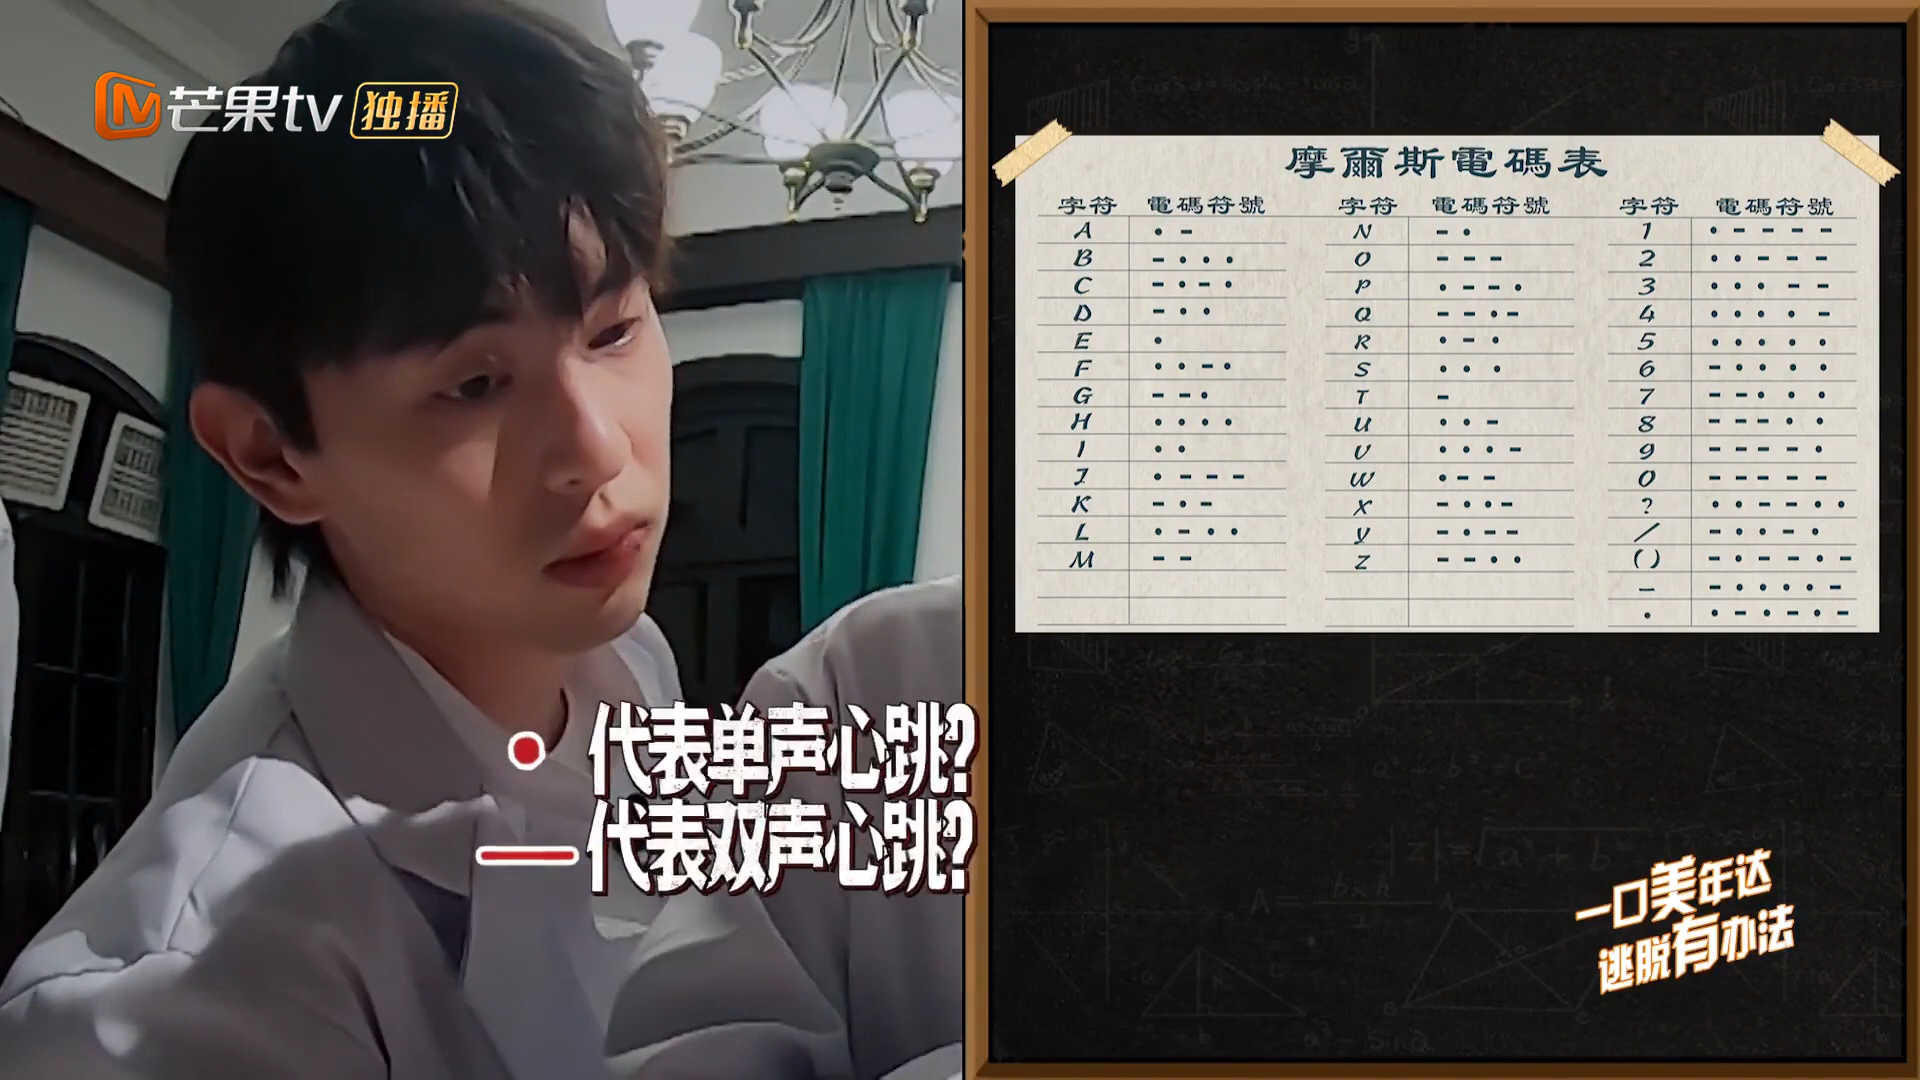 芒果tv 独播
• 代表单声心跳?
— 代表双声心跳?
摩爾斯電碼表
字符 電碼符號 字符 電碼符號 字符 電碼符號
A • − N − • 1 • − − − −
B − • • • O − − − 2 • • − − −
C − • − • P • − − • 3 • • • − −
D − • • Q − − • − 4 • • • • −
E • R • − • 5 • • • • •
F • • − • S • • • 6 − • • • •
G − − • T − 7 − − • • •
H • • • • U • • − 8 − − − • •
I • • V • • • − 9 − − − − •
J • − − − W • − − 0 − − − − −
K − • − X − • • − ? • • − − • •
L • − • • Y − • − − / − • • − •
M − − Z − − • • ( ) − • − − • −
− − • • • • −
. • − • − • −
一口美年达
逃脱有办法